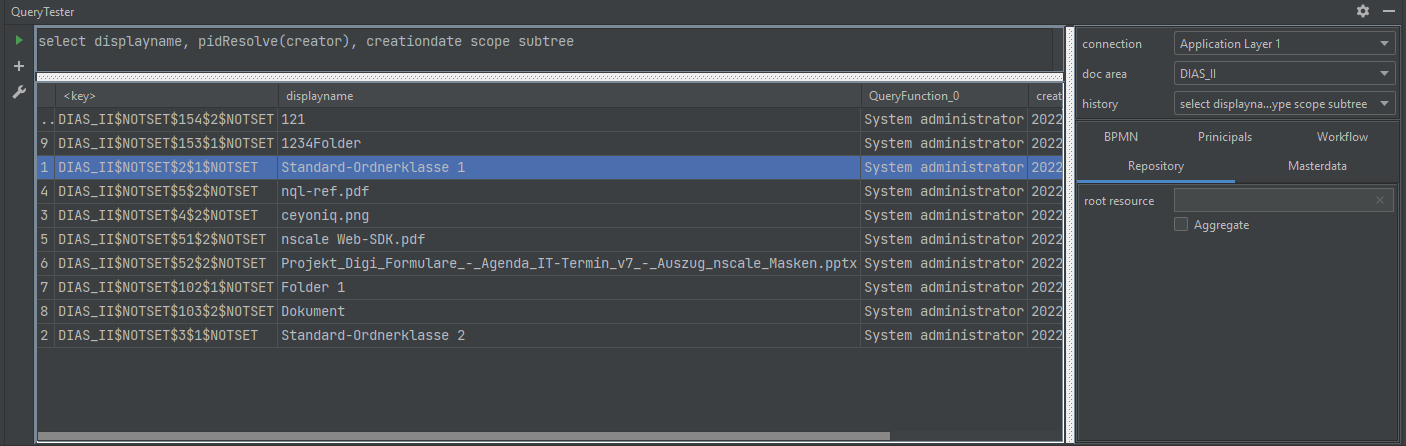 QueryTester
select displayname, pidResolve(creator), creationdate scope subtree
<key> displayname QueryFunction_0 creat
.. DIAS_II$NOTSET$154$2$NOTSET 121 System administrator 2022
9 DIAS_II$NOTSET$153$1$NOTSET 1234Folder System administrator 2022
1 DIAS_II$NOTSET$2$1$NOTSET Standard-Ordnerklasse 1 System administrator 2022
4 DIAS_II$NOTSET$5$2$NOTSET nql-ref.pdf System administrator 2022
3 DIAS_II$NOTSET$4$2$NOTSET ceyoniq.png System administrator 2022
5 DIAS_II$NOTSET$51$2$NOTSET nscale Web-SDK.pdf System administrator 2022
6 DIAS_II$NOTSET$52$2$NOTSET Projekt_Digi_Formulare_-_Agenda_IT-Termin_v7_-_Auszug_nscale_Masken.pptx System administrator 2022
7 DIAS_II$NOTSET$102$1$NOTSET Folder 1 System administrator 2022
8 DIAS_II$NOTSET$103$2$NOTSET Dokument System administrator 2022
2 DIAS_II$NOTSET$3$1$NOTSET Standard-Ordnerklasse 2 System administrator 2022
connection Application Layer 1
doc area DIAS_II
history select displayna...ype scope subtree
BPMN Prinicipals Workflow
Repository Masterdata
root resource
Aggregate